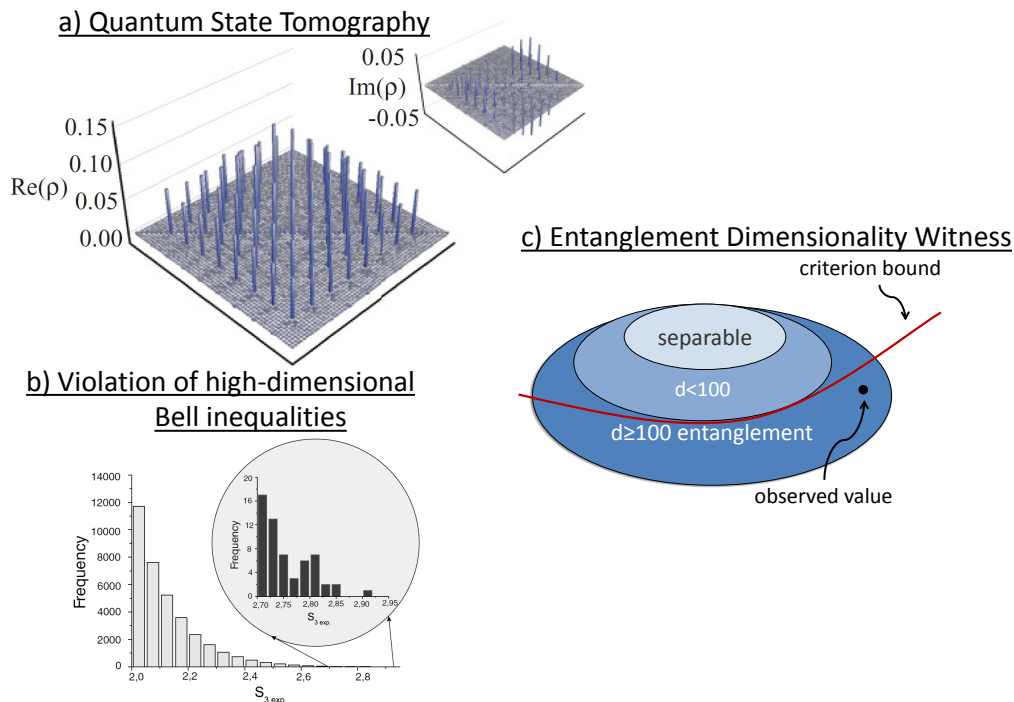 a) Quantum State Tomography
0.15
0.10
Re(ρ)
0.05
0.00
0.05
Im(ρ)
-0.05
b) Violation of high-dimensional
Bell inequalities
14000
12000
10000
8000
6000
4000
2000
0
Frequency
2,0
2,2
2,4
2,6
2,8
S3 exp.
20
16
12
8
4
0
Frequency
2,70
2,75
2,80
2,85
2,90
2,95
S3 exp.
c) Entanglement Dimensionality Witness
criterion bound
separable
d<100
d≥100 entanglement
observed value